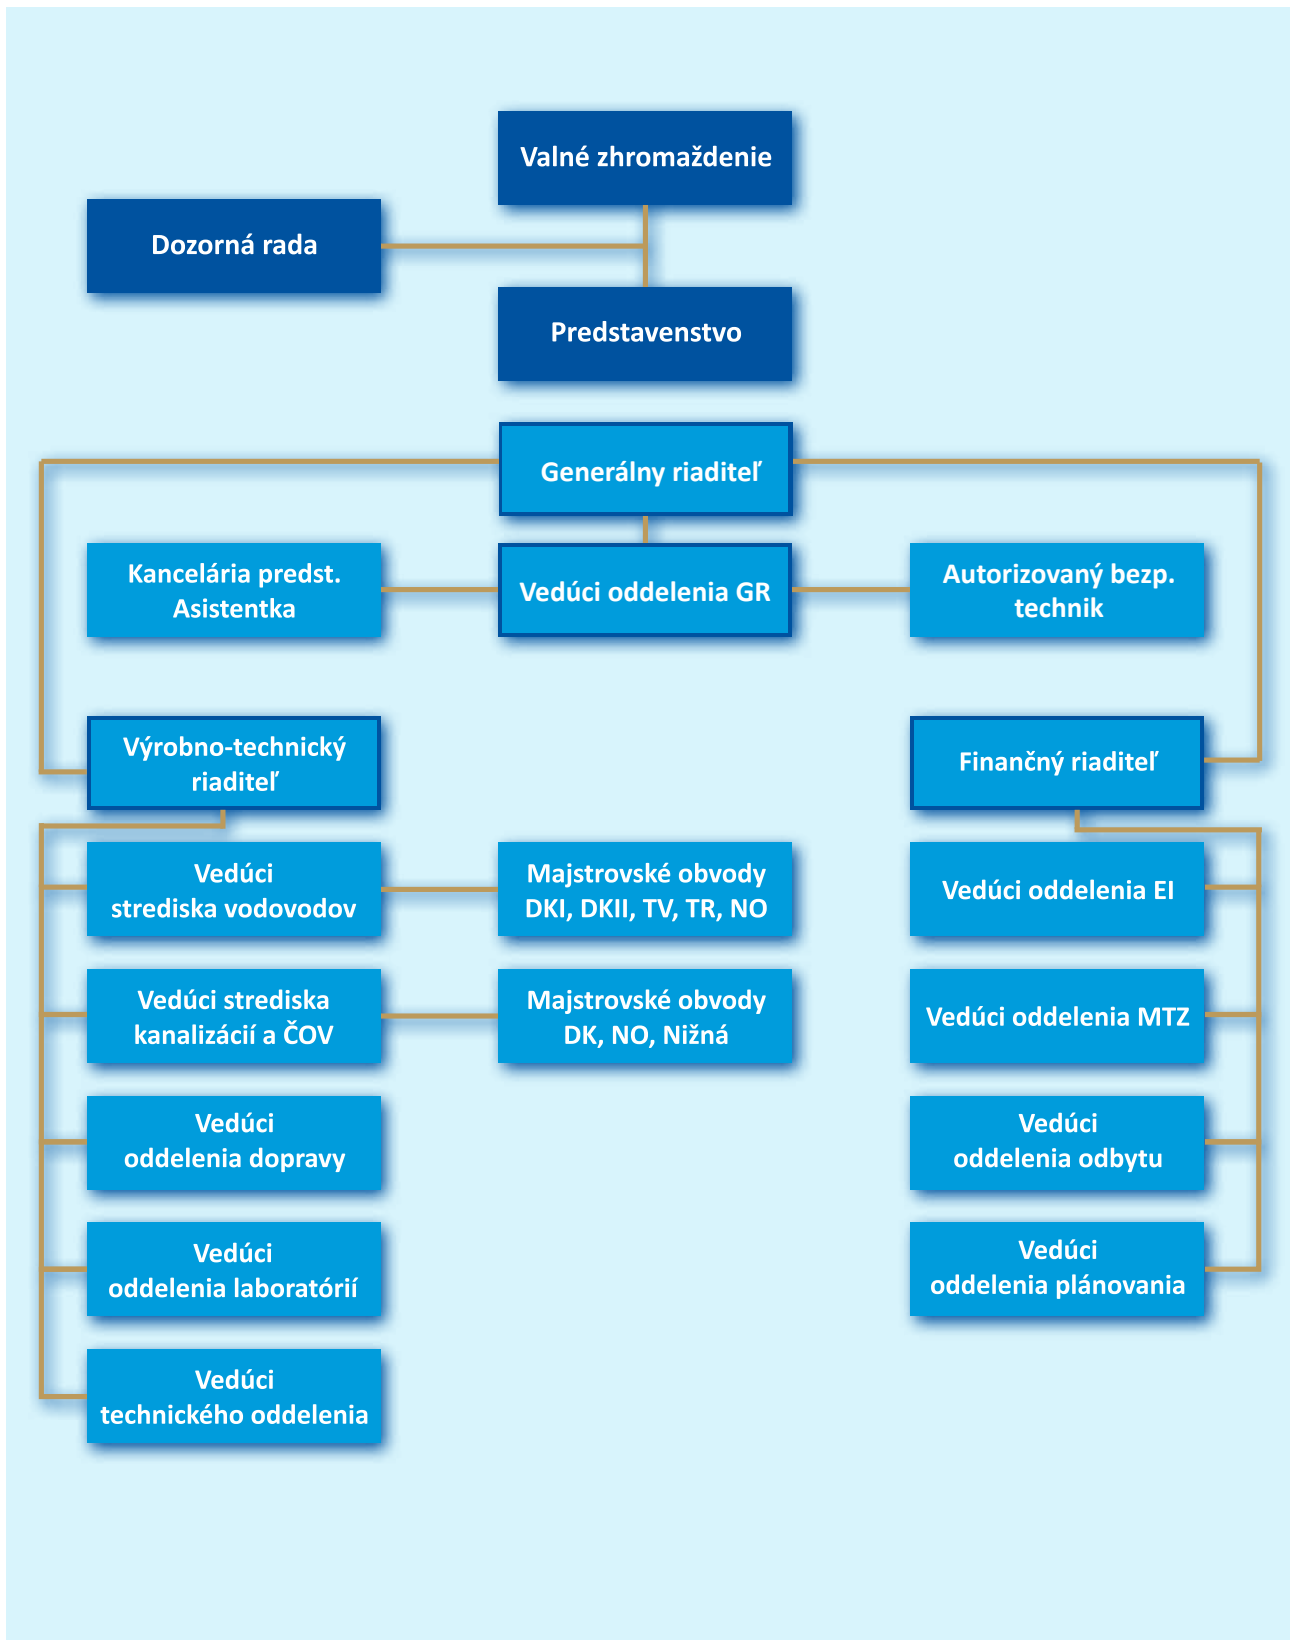 Valné zhromaždenie
Dozorná rada
Predstavenstvo
Generálny riaditeľ
Kancelária predst.
Asistentka
Vedúci oddelenia GR
Autorizovaný bezp.
technik
Výrobno-technický
riaditeľ
Finančný riaditeľ
Vedúci
strediska vodovodov
Majstrovské obvody
DKI, DKII, TV, TR, NO
Vedúci oddelenia EI
Vedúci strediska
kanalizácií a ČOV
Majstrovské obvody
DK, NO, Nižná
Vedúci oddelenia MTZ
Vedúci
oddelenia dopravy
Vedúci
oddelenia odbytu
Vedúci
oddelenia laboratórií
Vedúci
oddelenia plánovania
Vedúci
technického oddelenia